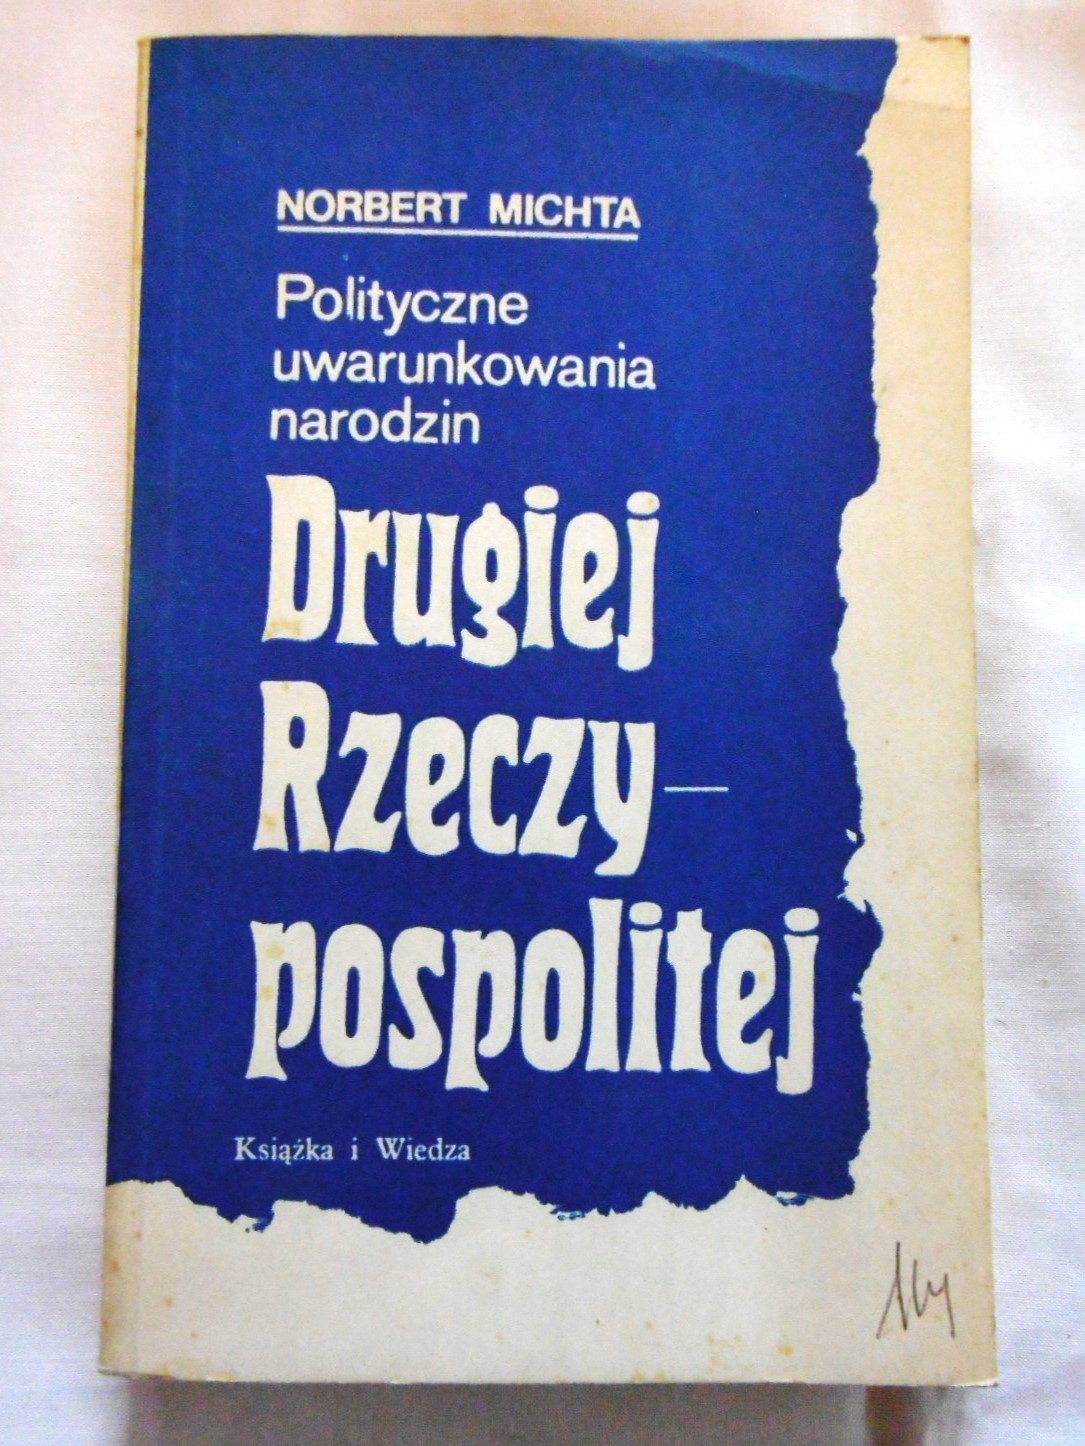 NORBERT MICHTA
Polityczne
uwarunkowania
narodzin
Drugiej
Rzeczy-
pospolitej
Książka i Wiedza